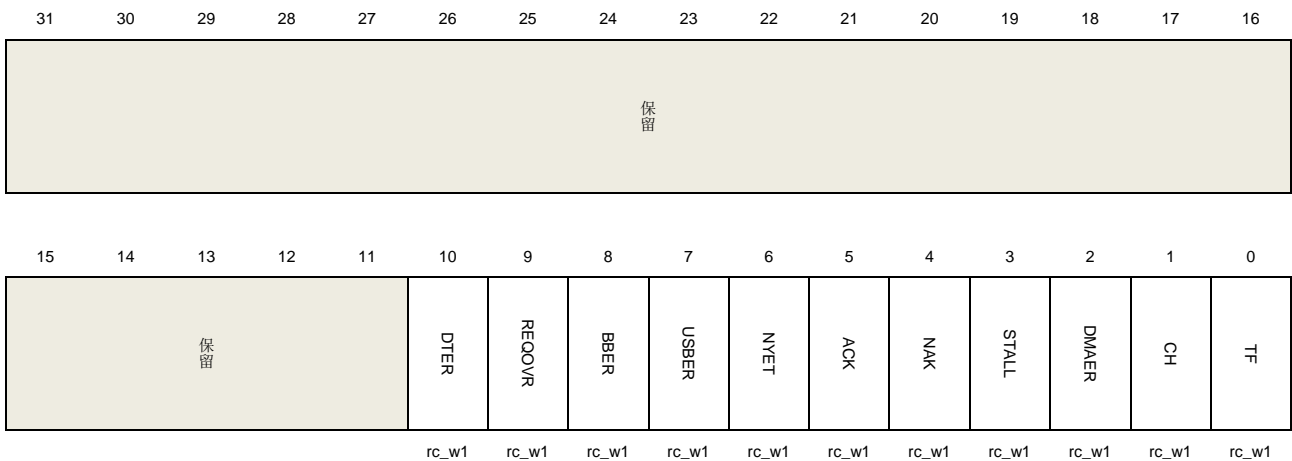 31 30 29 28 27 26 25 24 23 22 21 20 19 18 17 16
保留
15 14 13 12 11 10 9 8 7 6 5 4 3 2 1 0
保留 DTER REQOVR BBER USBER NYET ACK NAK STALL DMAER CH TF
rc_w1 rc_w1 rc_w1 rc_w1 rc_w1 rc_w1 rc_w1 rc_w1 rc_w1 rc_w1 rc_w1